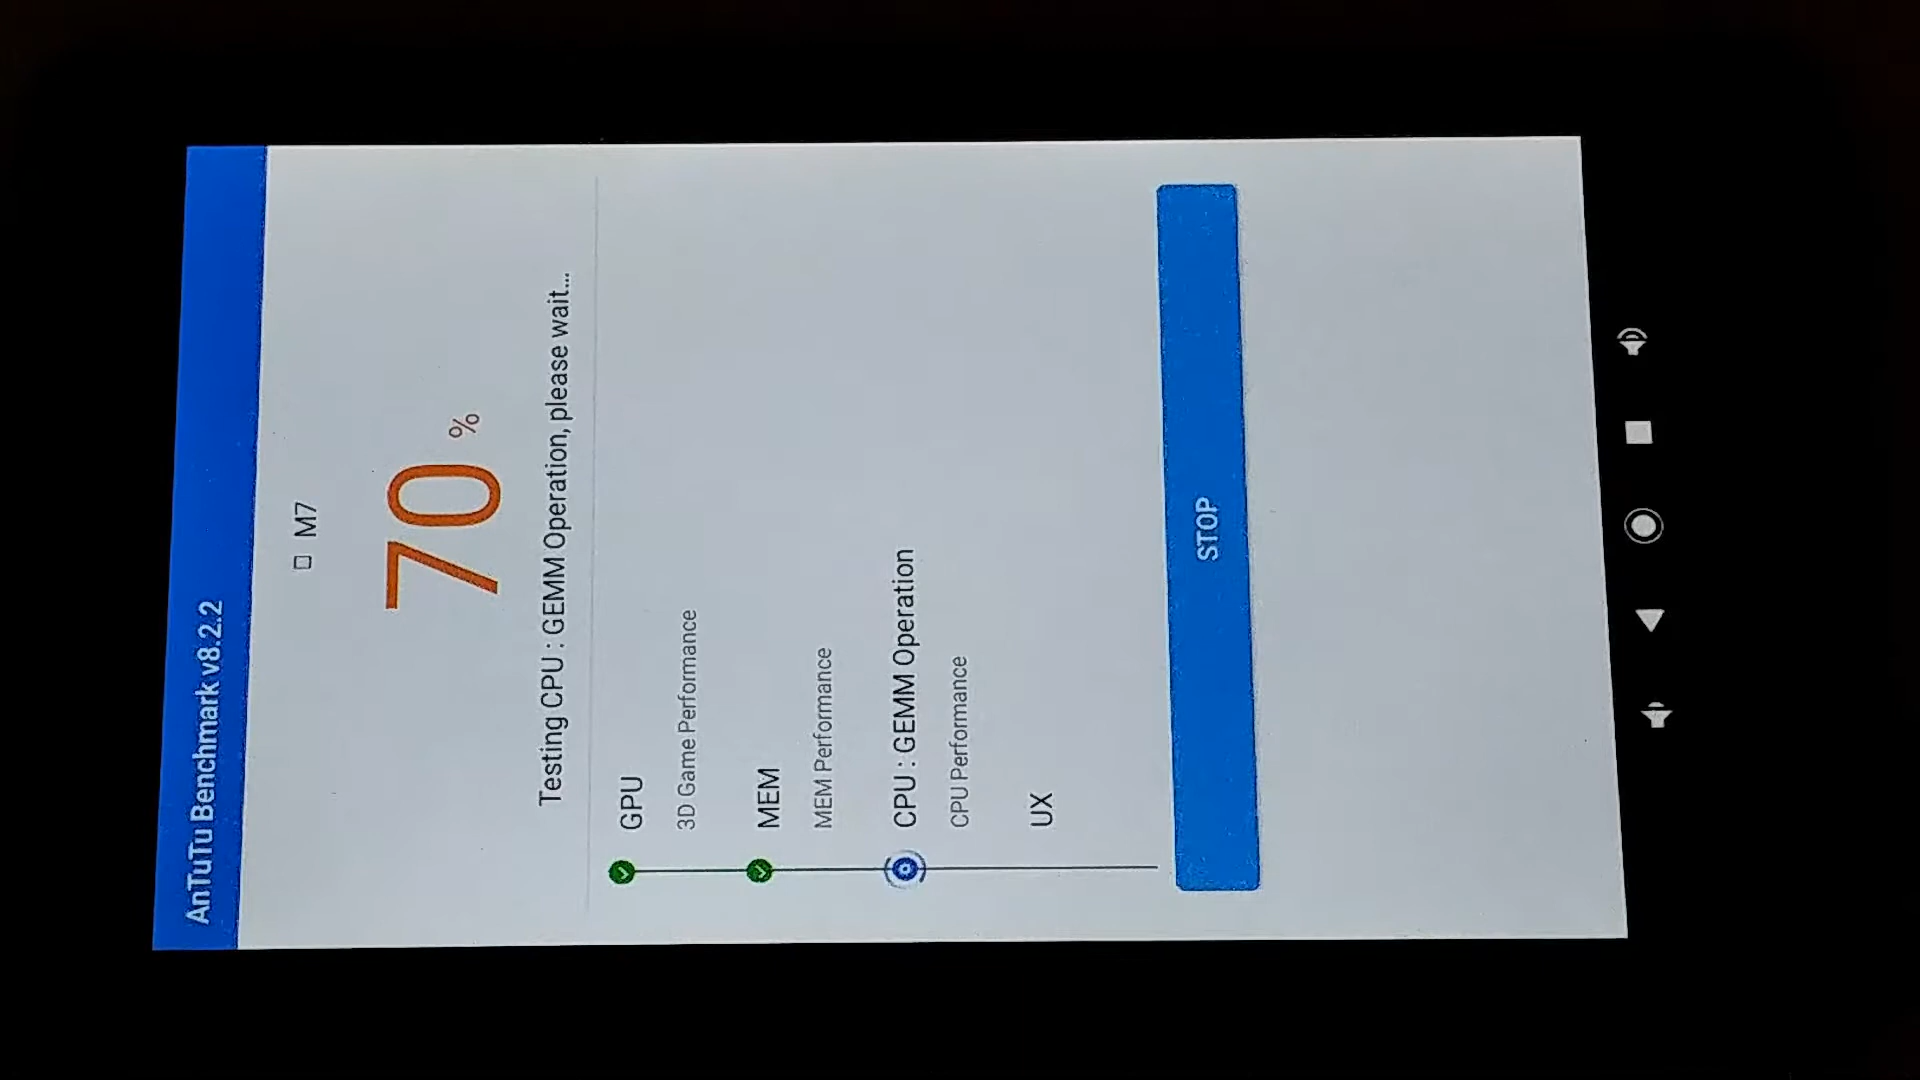 AnTuTu Benchmark v8.2.2
M7
70 %
Testing CPU : GEMM Operation, please wait...
GPU
3D Game Performance
MEM
MEM Performance
CPU : GEMM Operation
CPU Performance
UX
STOP